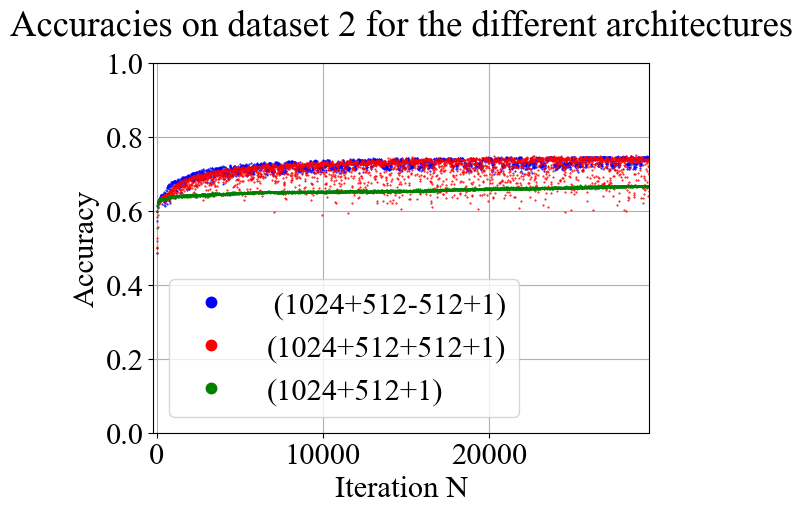 Accuracies on dataset 2 for the different architectures
1.0
0.8
0.6
0.4
0.2
0.0
Accuracy
(1024+512-512+1)
(1024+512+512+1)
(1024+512+1)
0 10000 20000
Iteration N